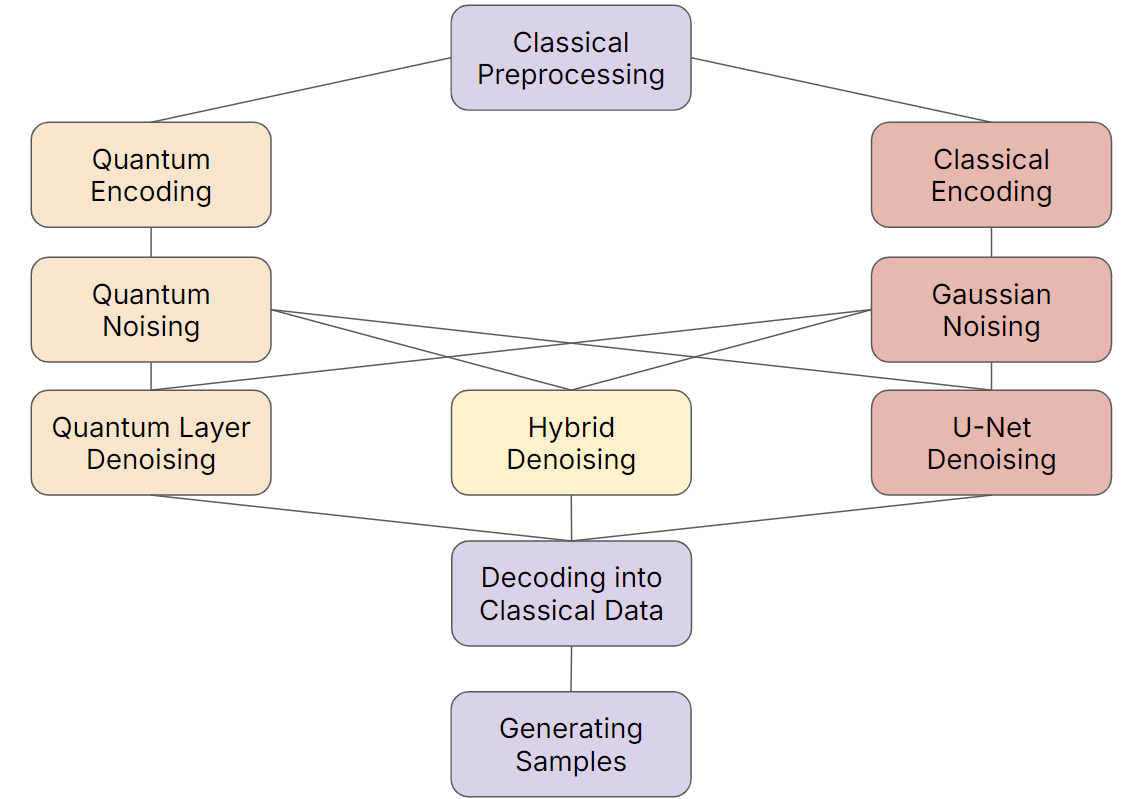 Classical
Preprocessing
Quantum
Encoding
Classical
Encoding
Quantum
Noising
Gaussian
Noising
Quantum Layer
Denoising
Hybrid
Denoising
U-Net
Denoising
Decoding into
Classical Data
Generating
Samples